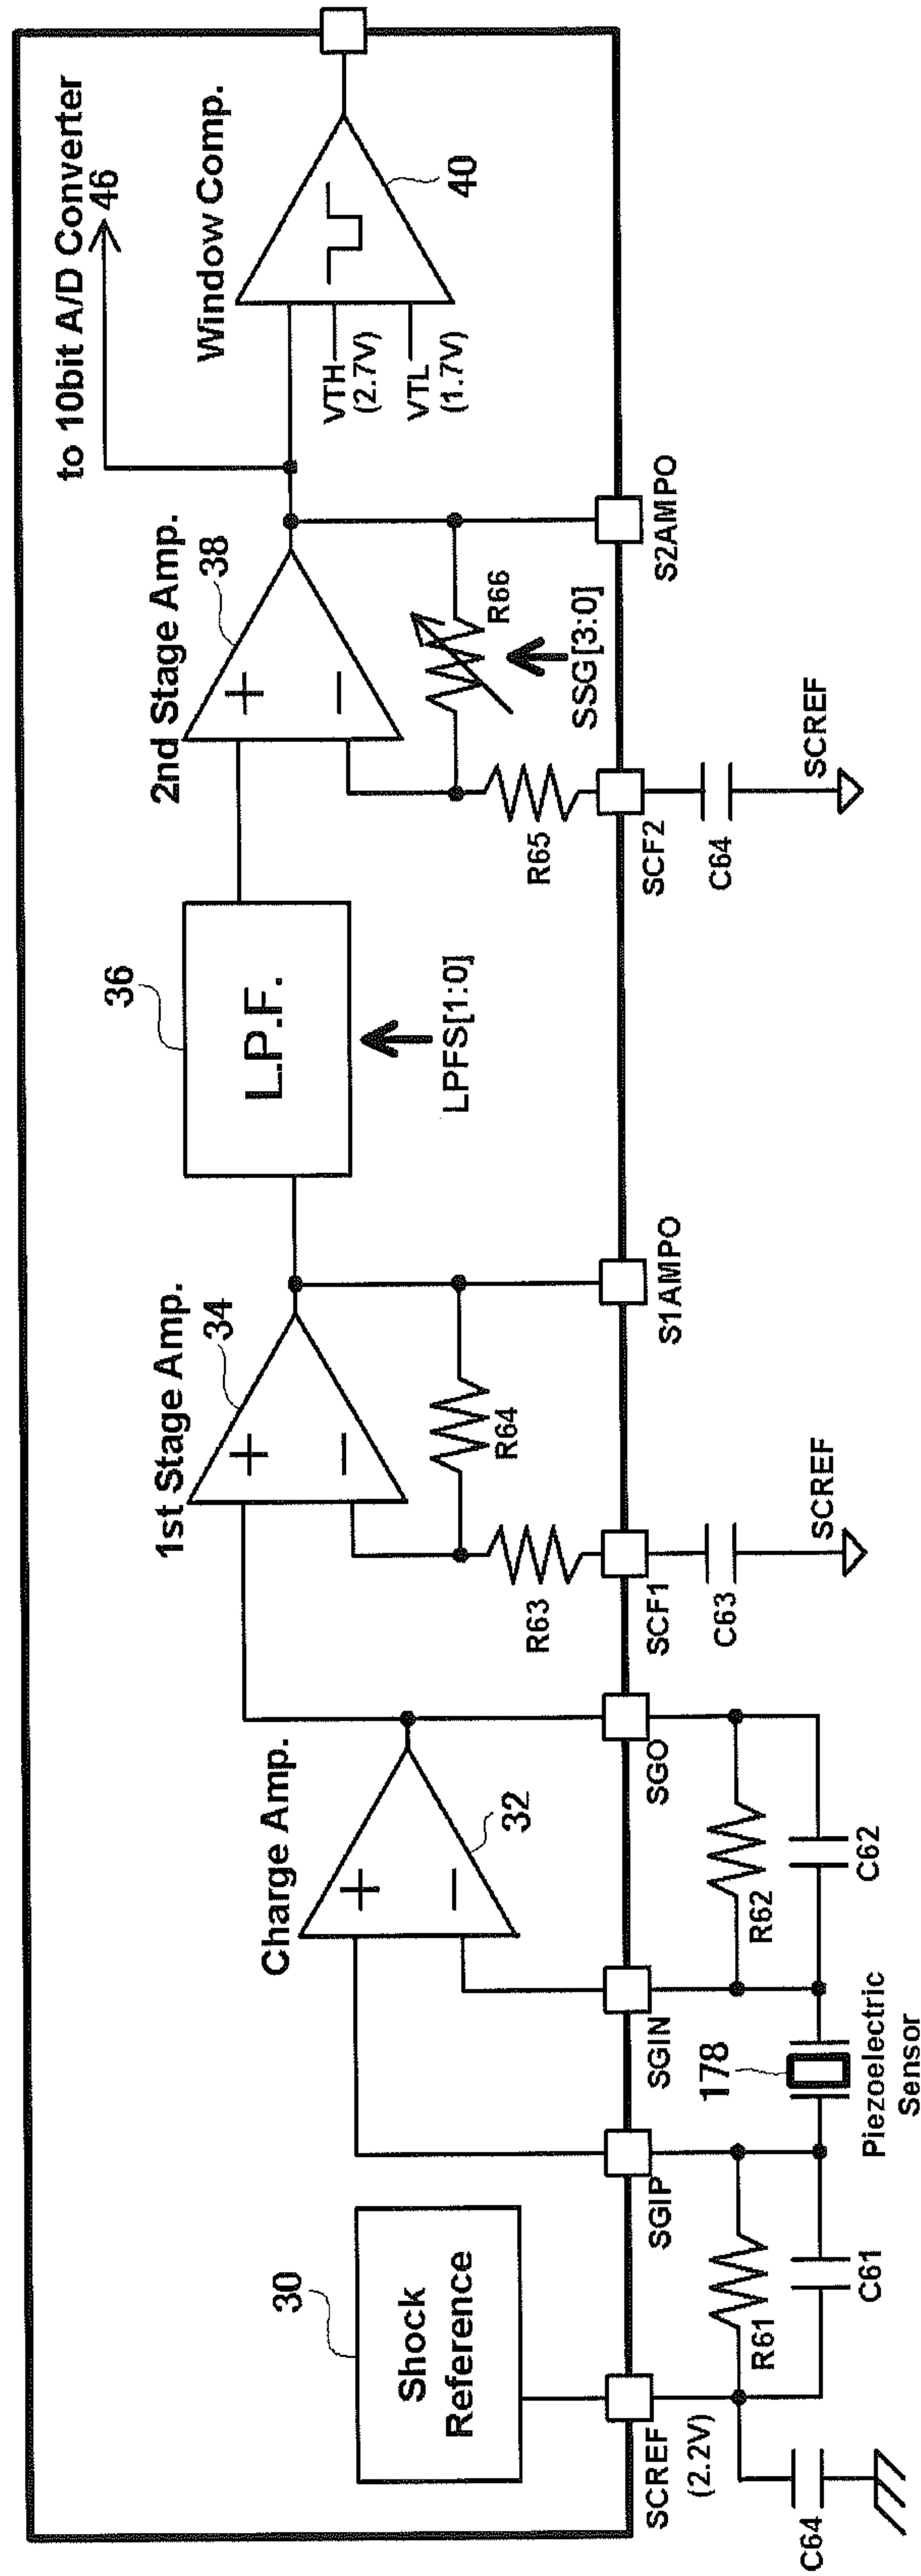 to 10bit A/D Converter
46
Window Comp.
40
VTH
(2.7V)
VTL
(1.7V)
2nd Stage Amp.
38
+
−
R66
SSG[3:0]
R65
S2AMPO
SCF2
C64
SCREF
36
L.P.F.
LPFS[1:0]
1st Stage Amp.
34
+
−
R64
R63
S1AMPO
SCF1
C63
SCREF
Charge Amp.
32
+
−
SGO
SGIN
R62
C62
178
Piezoelectric
Sensor
30
Shock
Reference
SGIP
R61
C61
SCREF
(2.2V)
C64